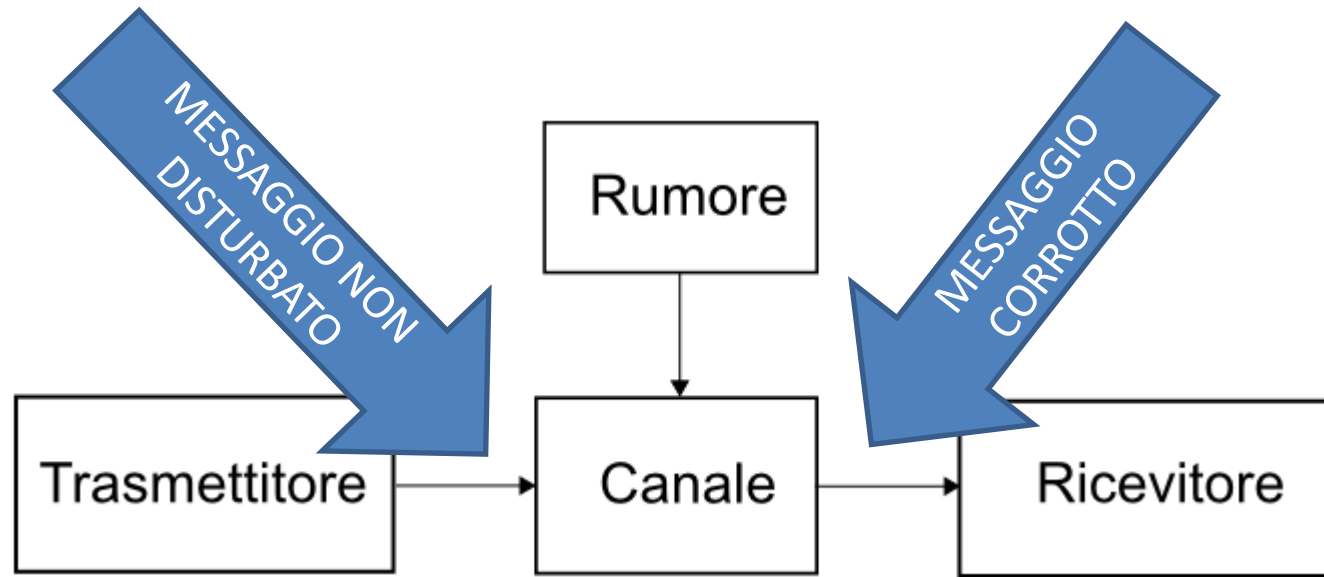 MESSAGGIO NON
DISTURBATO
MESSAGGIO
CORROTTO
Rumore
Trasmettitore
Canale
Ricevitore